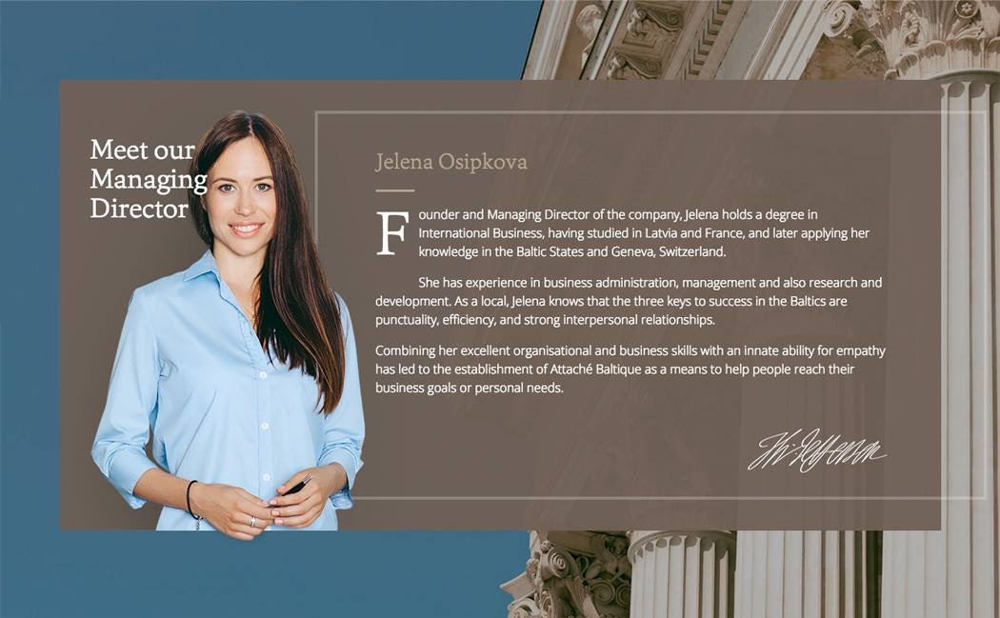 Meet our
Managing
Director
Jelena Osipkova
Founder and Managing Director of the company, Jelena holds a degree in
International Business, having studied in Latvia and France, and later applying her
knowledge in the Baltic States and Geneva, Switzerland.
She has experience in business administration, management and also research and
development. As a local, Jelena knows that the three keys to success in the Baltics are
punctuality, efficiency, and strong interpersonal relationships.
Combining her excellent organisational and business skills with an innate ability for empathy
has led to the establishment of Attaché Baltique as a means to help people reach their
business goals or personal needs.
Th. Jefferson